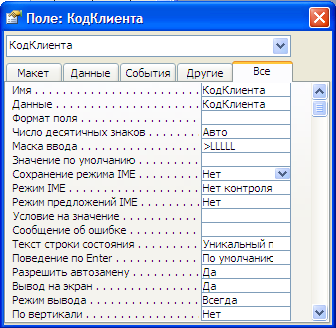 Поле: КодКлиента
КодКлиента
Макет Данные События Другие Все
Имя КодКлиента
Данные КодКлиента
Формат поля
Число десятичных знаков Авто
Маска ввода >LLLLL
Значение по умолчанию
Сохранение режима IME Нет
Режим IME Нет контроля
Режим предложений IME Нет
Условие на значение
Сообщение об ошибке
Текст строки состояния Уникальный г
Поведение по Enter По умолчанию
Разрешить автозамену Да
Вывод на экран Да
Режим вывода Всегда
По вертикали Нет